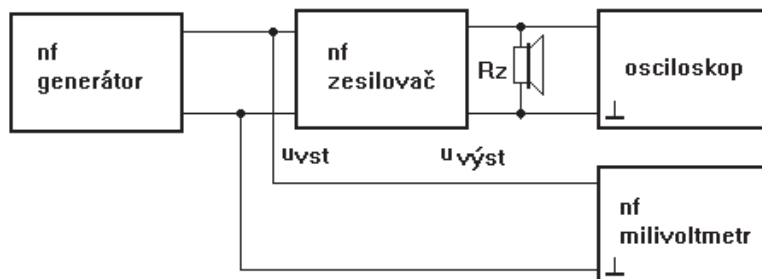 nf
generátor
nf
zesilovač
Rz
osciloskop
uvst
uvýst
nf
milivoltmetr